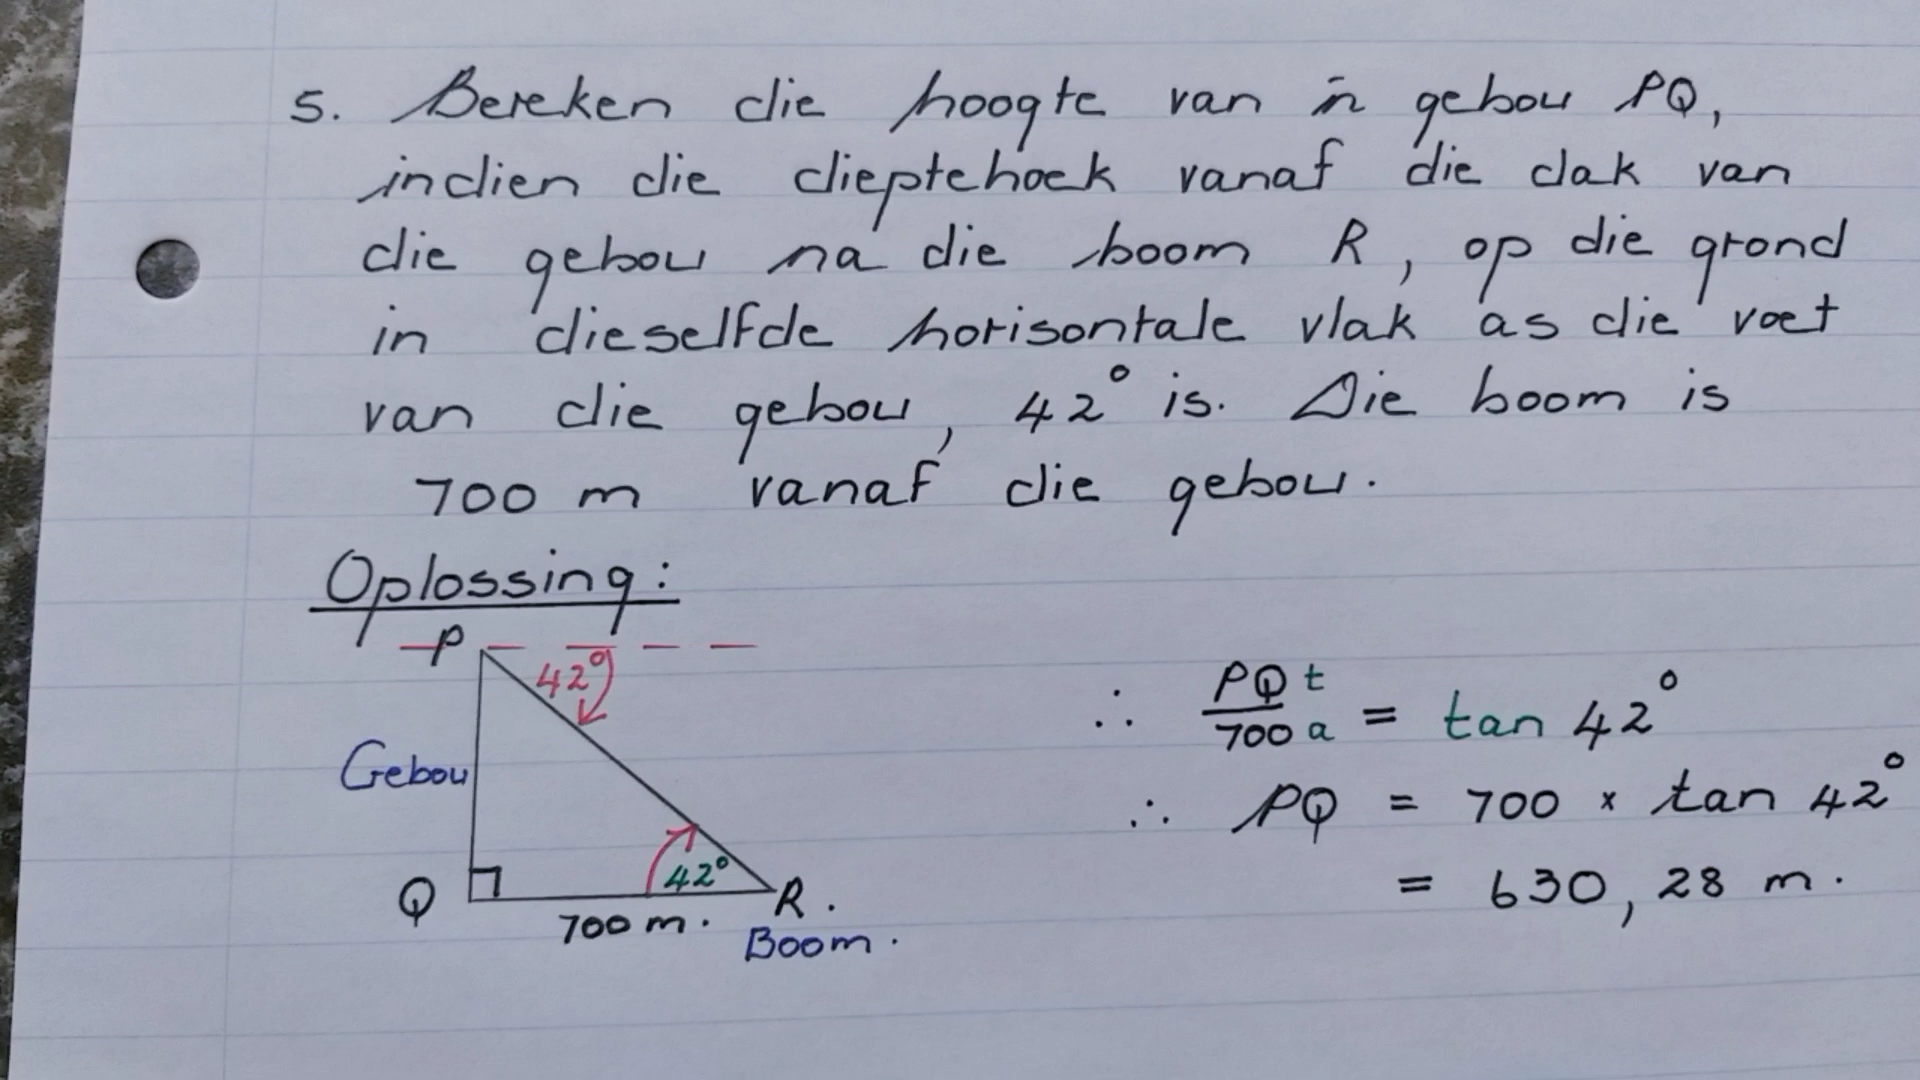 5. Bereken die hoogte van 'n gebou PQ,
indien die dieptehoek vanaf die dak van
die gebou na die boom R, op die grond
in dieselfde horisontale vlak as die voet
van die gebou, 42° is. Die boom is
700 m vanaf die gebou.
Oplossing:
P
42°
Gebou
Q
42°
R.
700 m.
Boom.
∴ PQ t / 700 a = tan 42°
∴ PQ = 700 × tan 42°
= 630,28 m.